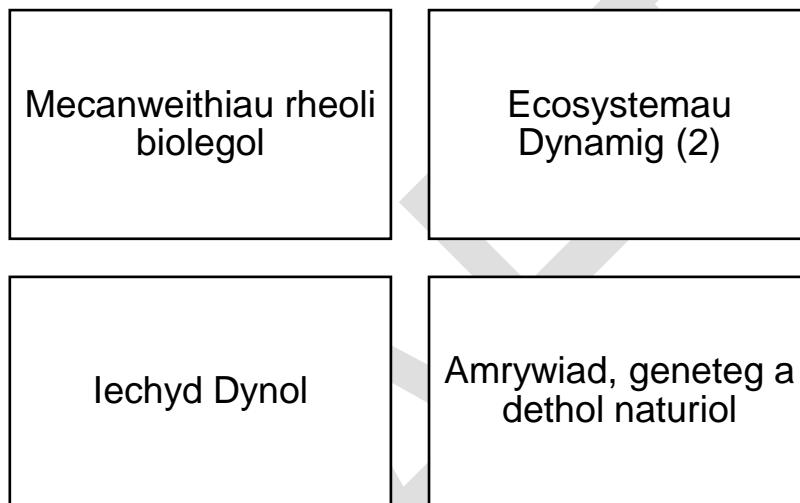 Mecanweithiau rheoli
biolegol
Ecosystemau
Dynamig (2)
Iechyd Dynol
Amrywiad, geneteg a
dethol naturiol